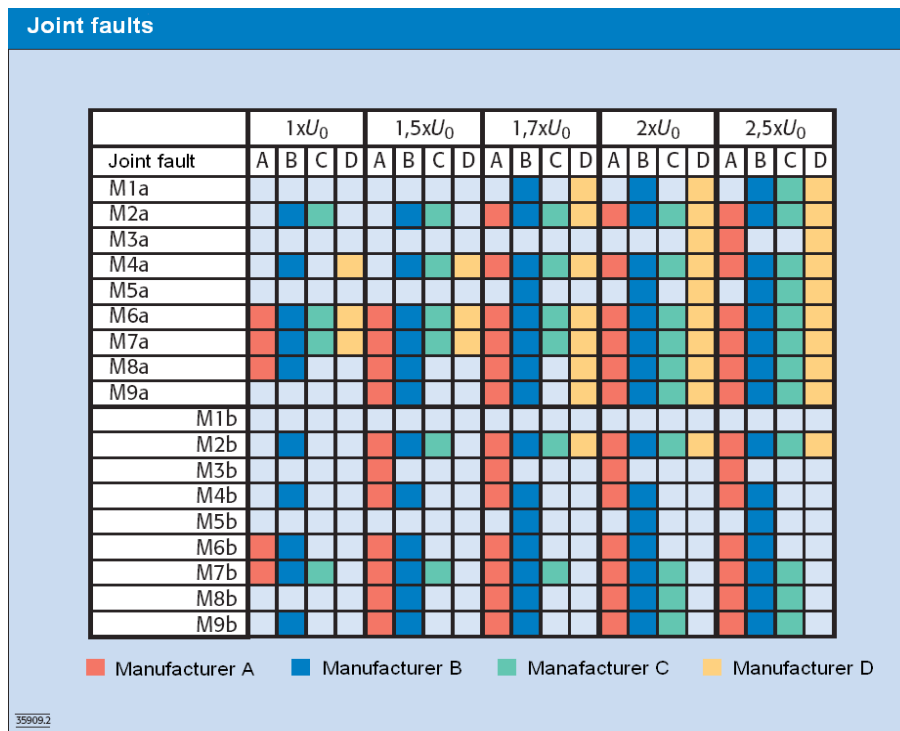 Joint faults
1xU0 1,5xU0 1,7xU0 2xU0 2,5xU0
Joint fault A B C D A B C D A B C D A B C D A B C D
M1a
M2a
M3a
M4a
M5a
M6a
M7a
M8a
M9a
M1b
M2b
M3b
M4b
M5b
M6b
M7b
M8b
M9b
Manufacturer A Manufacturer B Manafacturer C Manufacturer D
35909.2